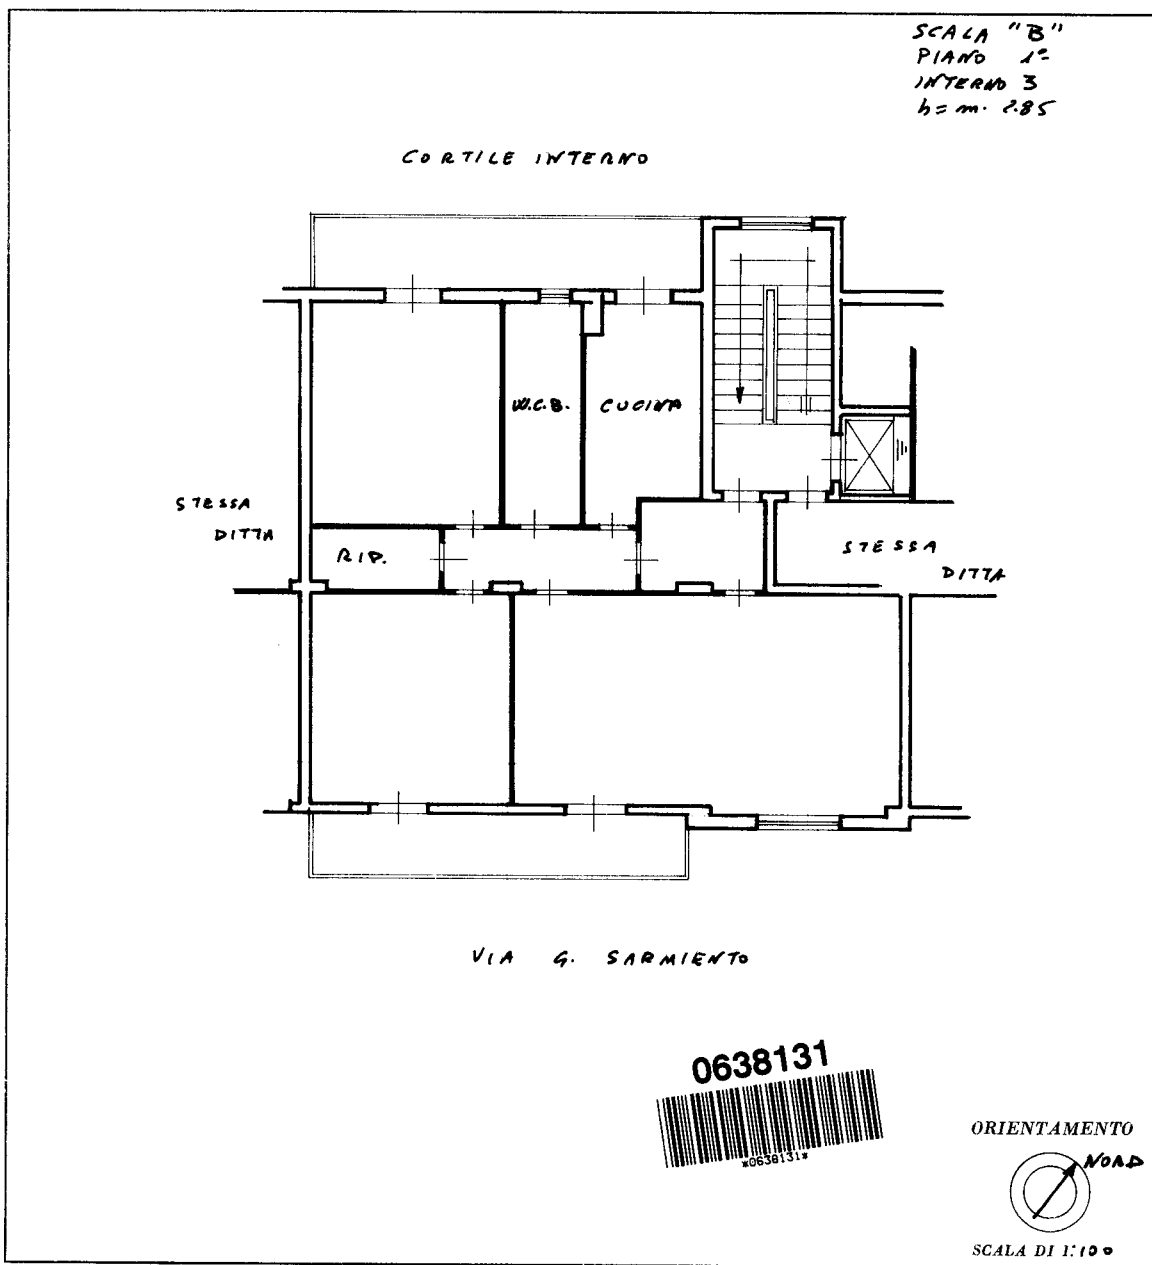 SCALA "B"
PIANO 1°
INTERNO 3
h = m. 2.85
CORTILE INTERNO
W.C.B.
CUCINA
STESSA
DITTA
RIP.
STESSA
DITTA
VIA G. SARMIENTO
0638131
*0638131*
ORIENTAMENTO
NORD
SCALA DI 1:100